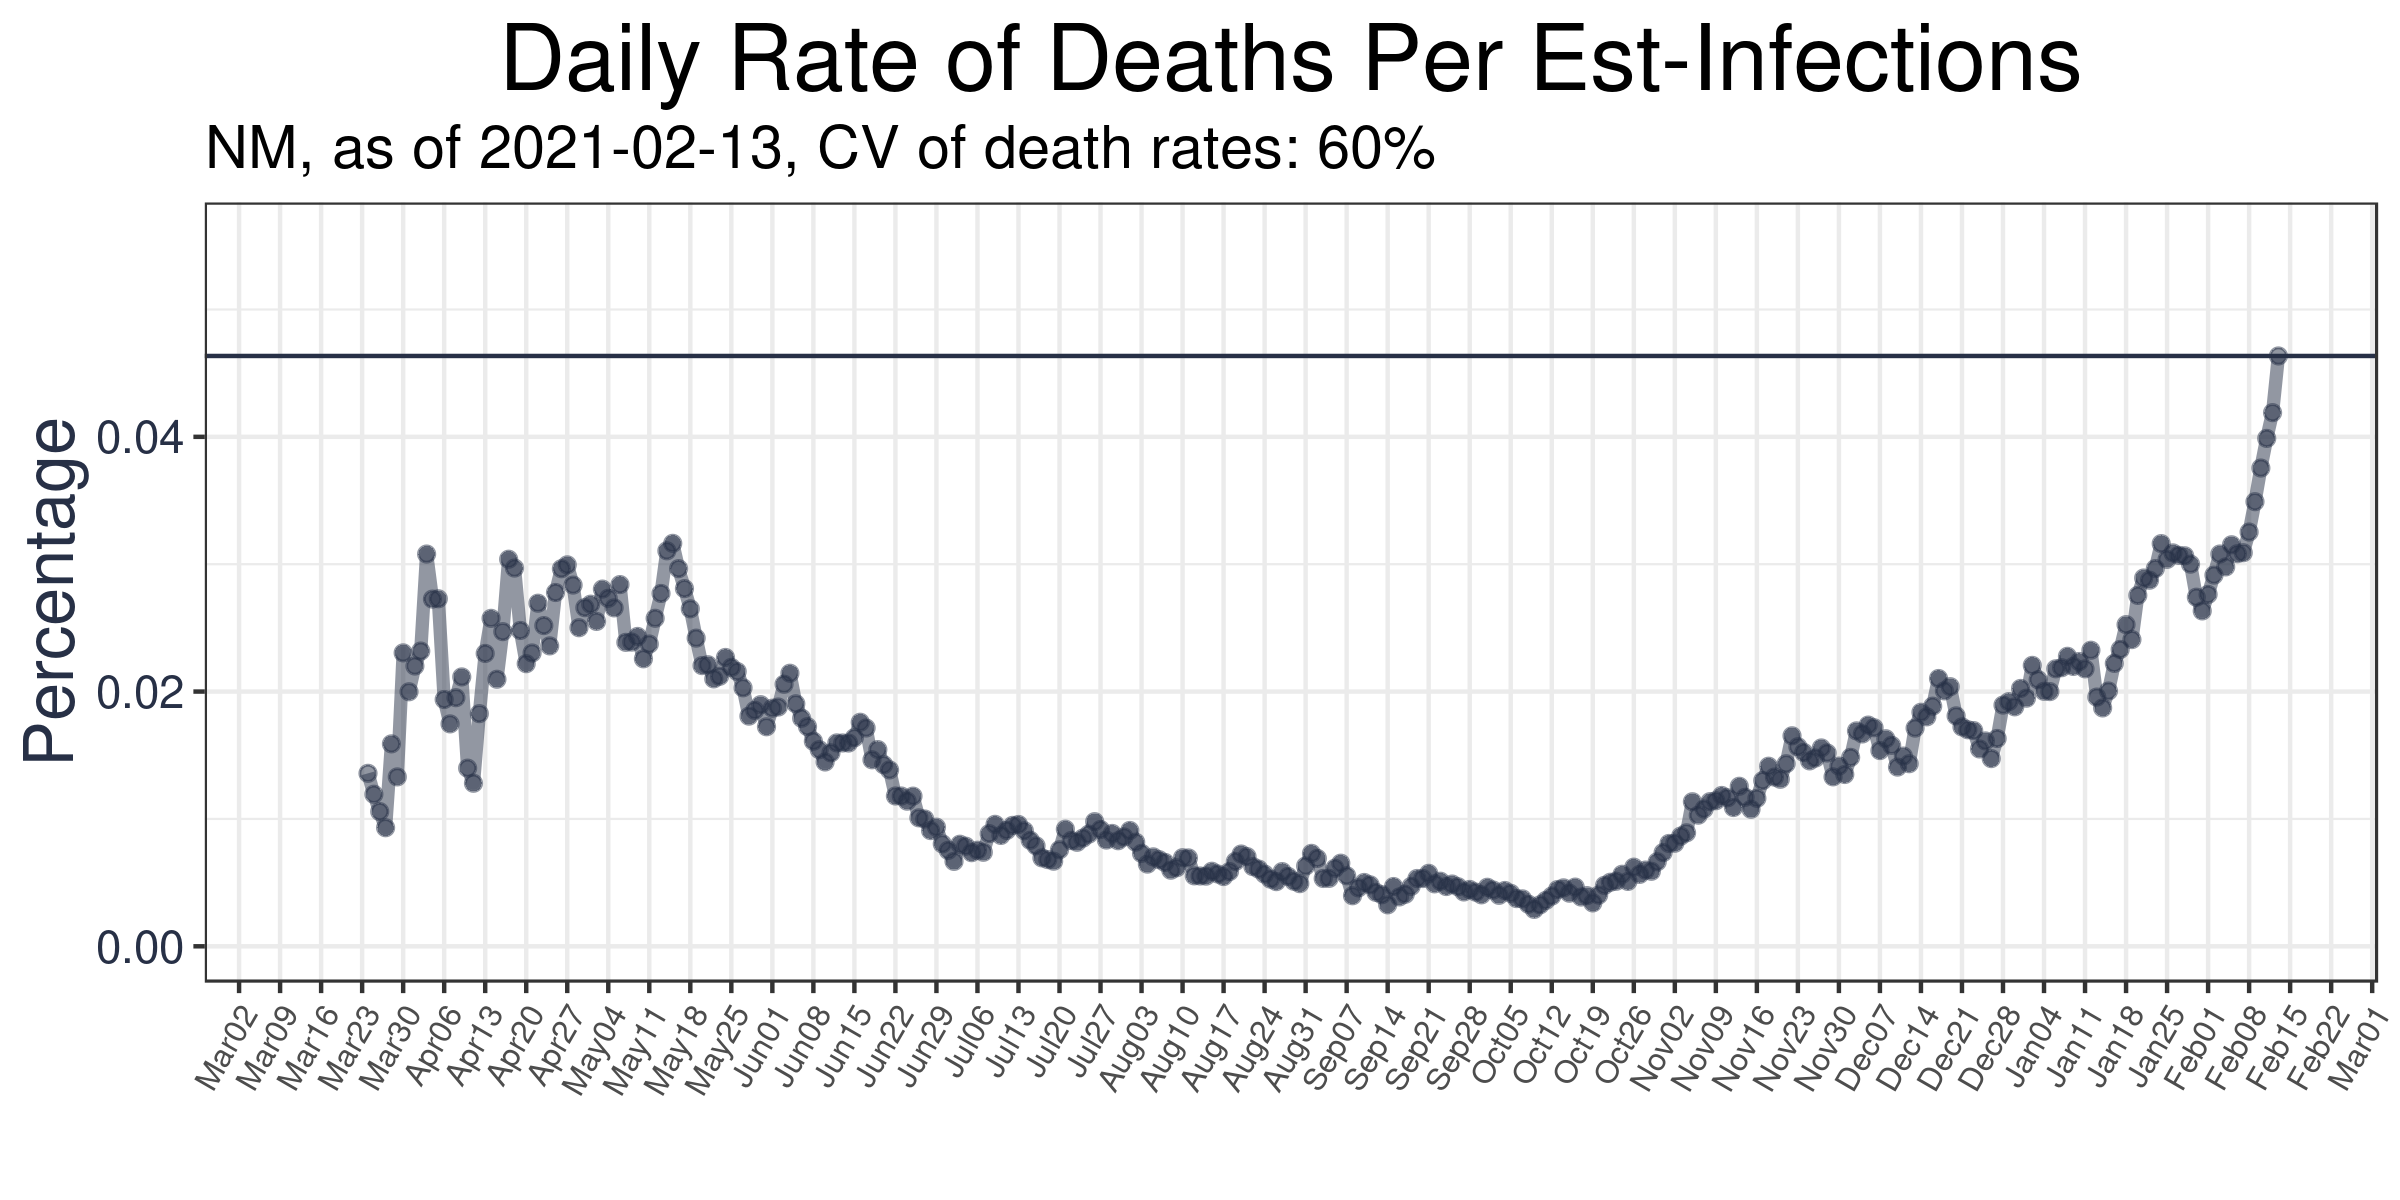 Daily Rate of Deaths Per Est-Infections
NM, as of 2021-02-13, CV of death rates: 60%
Percentage
0.04
0.02
0.00
Mar02
Mar09
Mar16
Mar23
Mar30
Apr06
Apr13
Apr20
Apr27
May04
May11
May18
May25
Jun01
Jun08
Jun15
Jun22
Jun29
Jul06
Jul13
Jul20
Jul27
Aug03
Aug10
Aug17
Aug24
Aug31
Sep07
Sep14
Sep21
Sep28
Oct05
Oct12
Oct19
Oct26
Nov02
Nov09
Nov16
Nov23
Nov30
Dec07
Dec14
Dec21
Dec28
Jan04
Jan11
Jan18
Jan25
Feb01
Feb08
Feb15
Feb22
Mar01